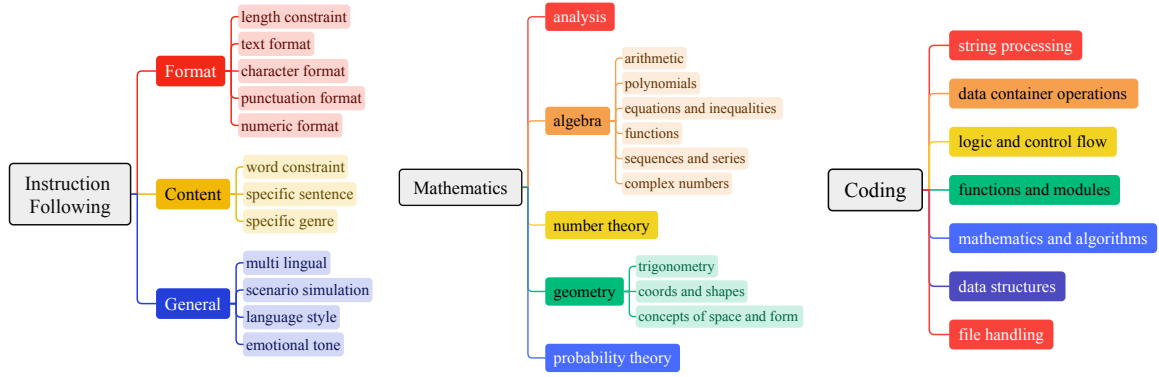 Instruction
Following
Format
length constraint
text format
character format
punctuation format
numeric format
Content
word constraint
specific sentence
specific genre
General
multi lingual
scenario simulation
language style
emotional tone
Mathematics
analysis
algebra
arithmetic
polynomials
equations and inequalities
functions
sequences and series
complex numbers
number theory
geometry
trigonometry
coords and shapes
concepts of space and form
probability theory
Coding
string processing
data container operations
logic and control flow
functions and modules
mathematics and algorithms
data structures
file handling